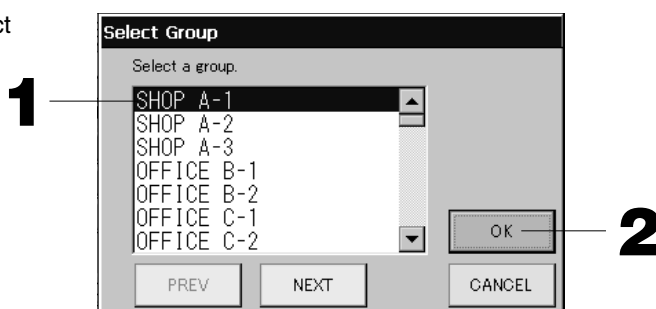 ct
Select Group
Select a group.
1
SHOP A-1
SHOP A-2
SHOP A-3
OFFICE B-1
OFFICE B-2
OFFICE C-1
OFFICE C-2
OK
2
PREV NEXT CANCEL